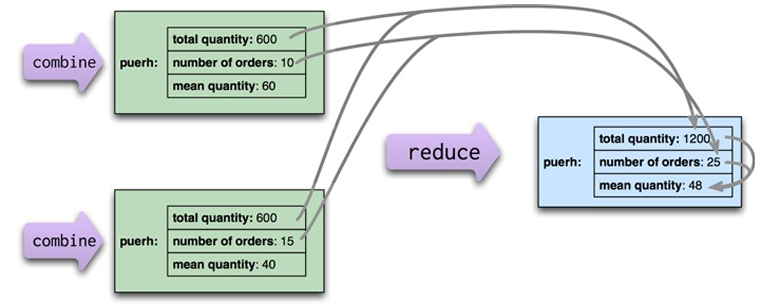 combine
puerh:
total quantity: 600
number of orders: 10
mean quantity: 60
reduce
puerh:
total quantity: 1200
number of orders: 25
mean quantity: 48
combine
puerh:
total quantity: 600
number of orders: 15
mean quantity: 40